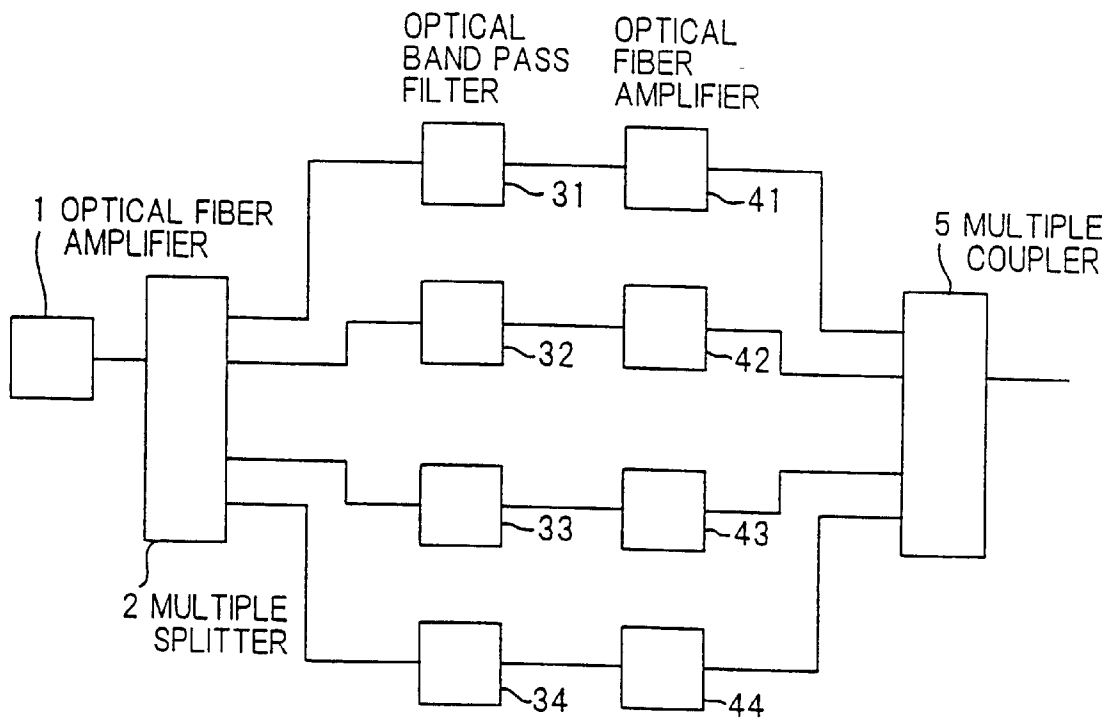 OPTICAL
BAND PASS
FILTER
OPTICAL
FIBER
AMPLIFIER
31
41
1 OPTICAL FIBER
AMPLIFIER
5 MULTIPLE
COUPLER
32
42
33
43
2 MULTIPLE
SPLITTER
34
44